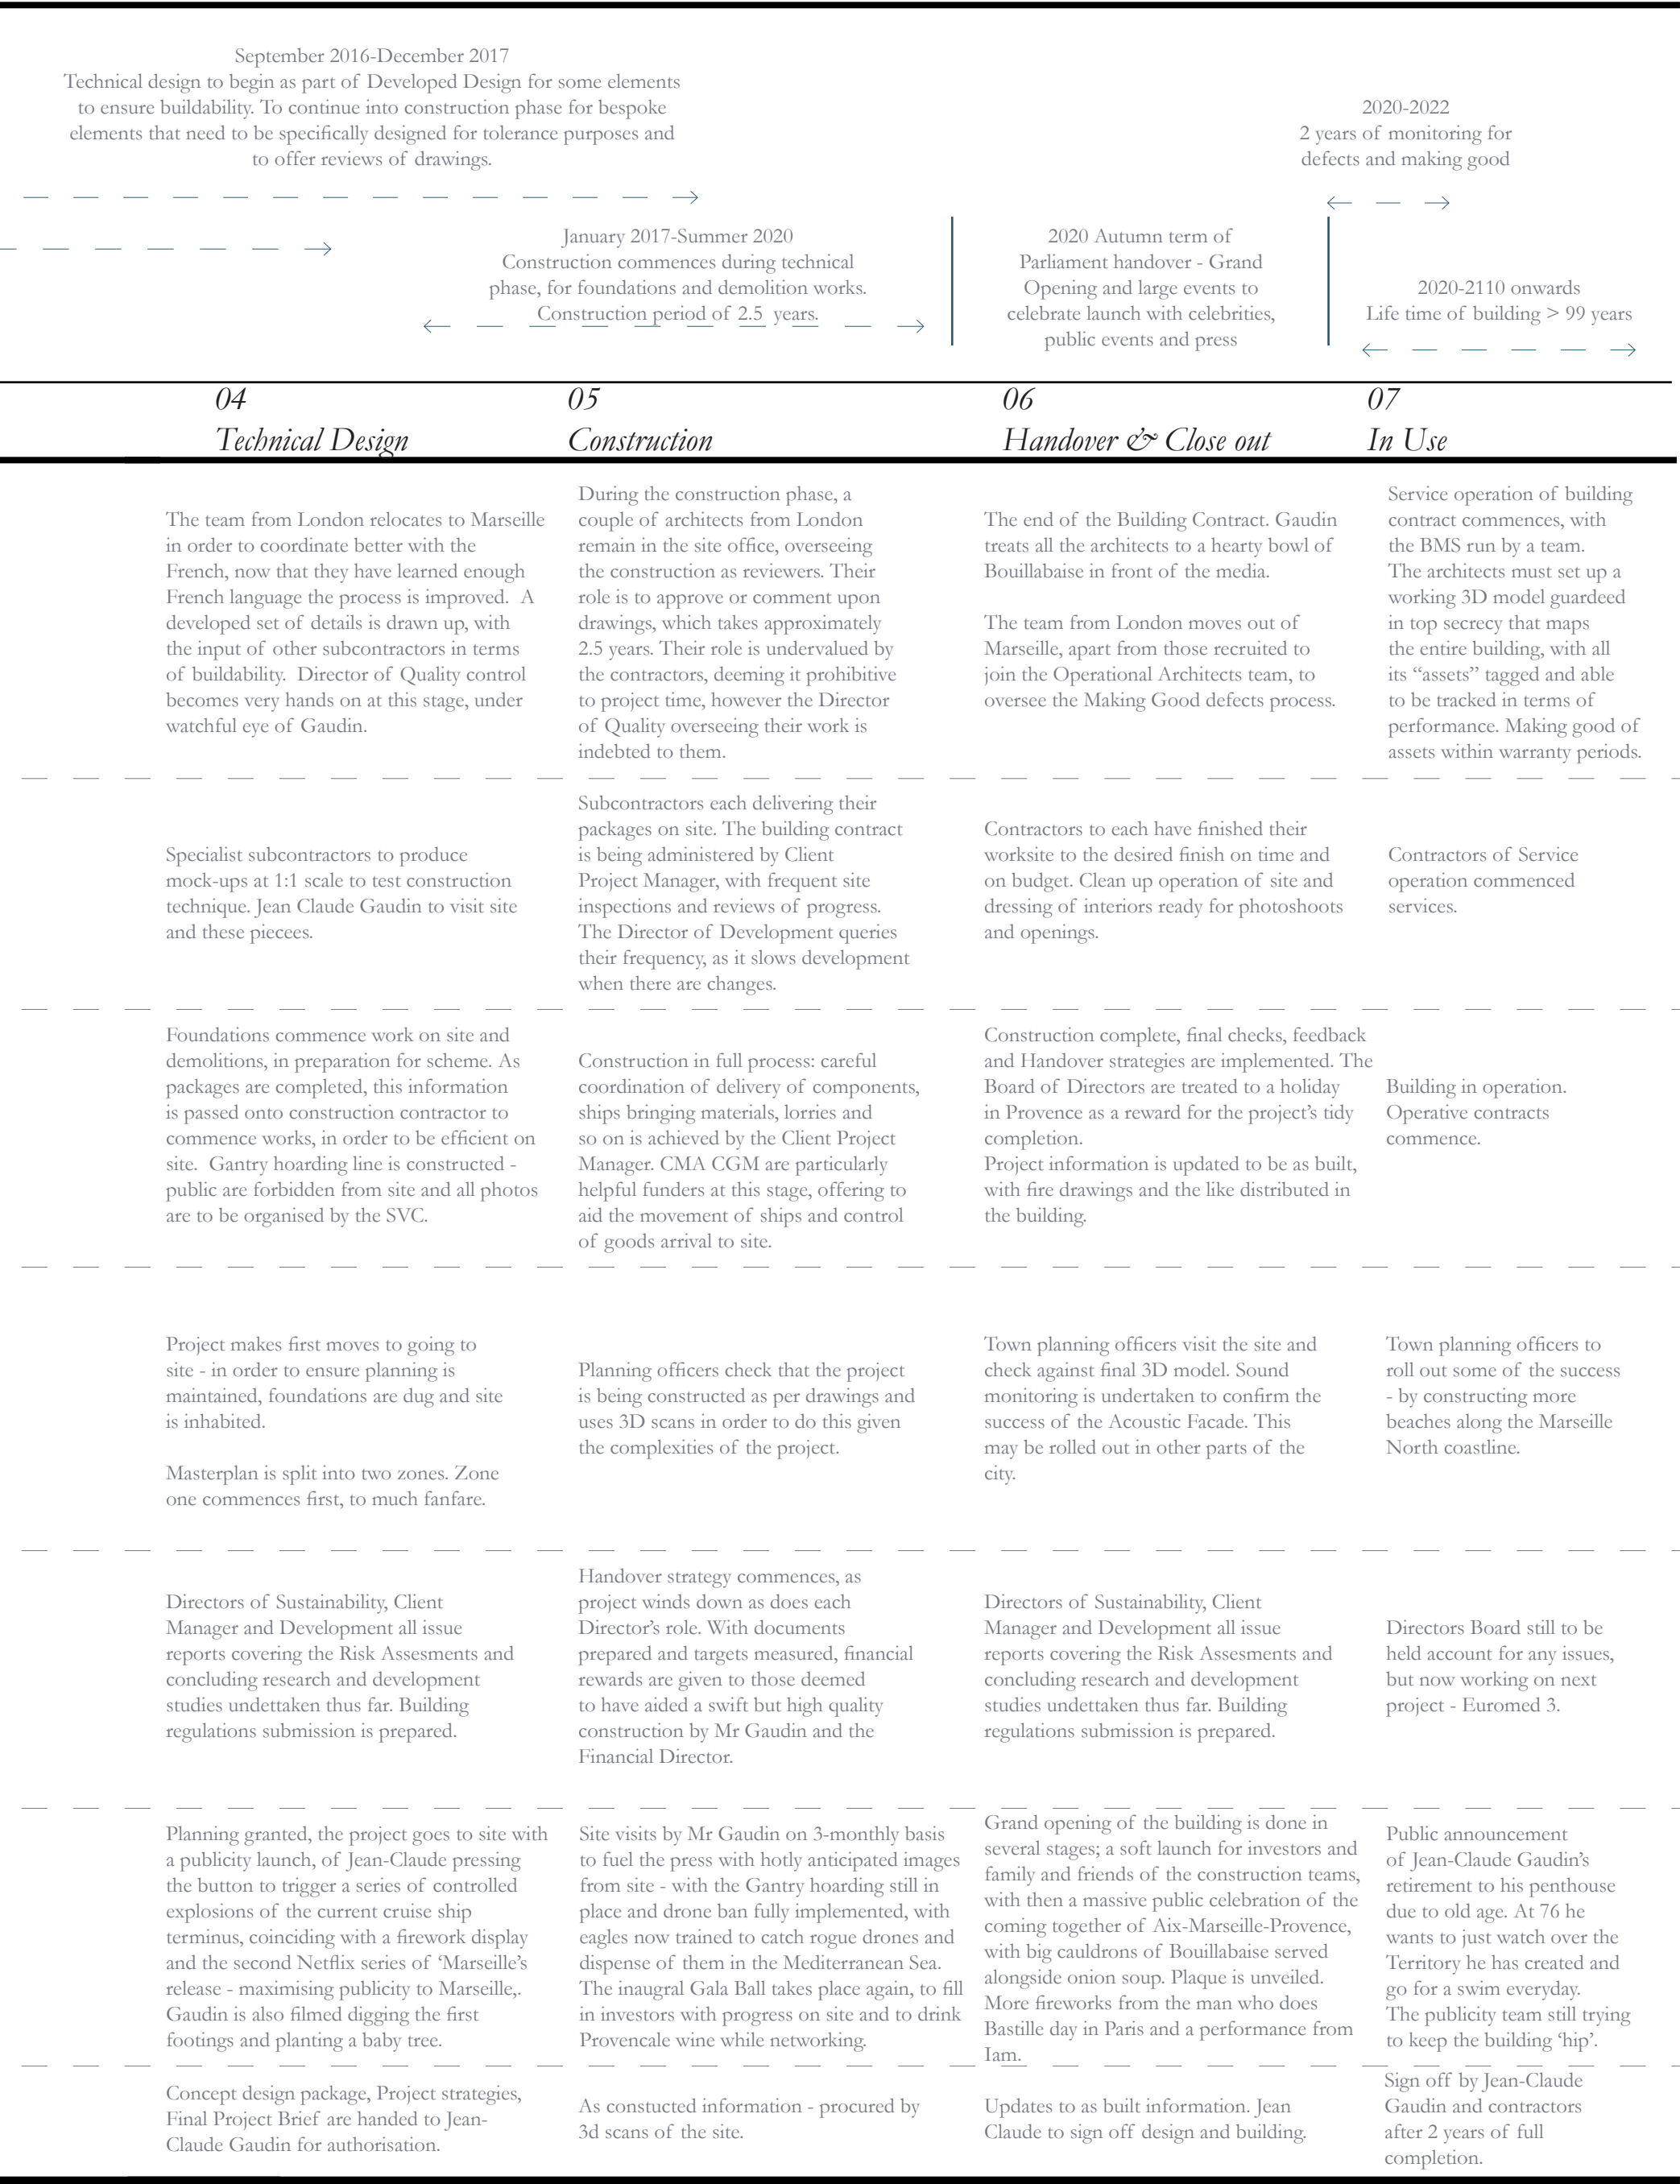 September 2016-December 2017
Technical design to begin as part of Developed Design for some elements
to ensure buildability. To continue into construction phase for bespoke
elements that need to be specifically designed for tolerance purposes and
to offer reviews of drawings.
2020-2022
2 years of monitoring for
defects and making good
January 2017-Summer 2020
Construction commences during technical
phase, for foundations and demolition works.
Construction period of 2.5 years.
2020 Autumn term of
Parliament handover - Grand
Opening and large events to
celebrate launch with celebrities,
public events and press
2020-2110 onwards
Life time of building > 99 years
04
Technical Design
05
Construction
06
Handover & Close out
07
In Use
The team from London relocates to Marseille
in order to coordinate better with the
French, now that they have learned enough
French language the process is improved. A
developed set of details is drawn up, with
the input of other subcontractors in terms
of buildability. Director of Quality control
becomes very hands on at this stage, under
watchful eye of Gaudin.
During the construction phase, a
couple of architects from London
remain in the site office, overseeing
the construction as reviewers. Their
role is to approve or comment upon
drawings, which takes approximately
2.5 years. Their role is undervalued by
the contractors, deeming it prohibitive
to project time, however the Director
of Quality overseeing their work is
indebted to them.
The end of the Building Contract. Gaudin
treats all the architects to a hearty bowl of
Bouillabaise in front of the media.
The team from London moves out of
Marseille, apart from those recruited to
join the Operational Architects team, to
oversee the Making Good defects process.
Service operation of building
contract commences, with
the BMS run by a team.
The architects must set up a
working 3D model guardeed
in top secrecy that maps
the entire building, with all
its “assets” tagged and able
to be tracked in terms of
performance. Making good of
assets within warranty periods.
Specialist subcontractors to produce
mock-ups at 1:1 scale to test construction
technique. Jean Claude Gaudin to visit site
and these piecees.
Subcontractors each delivering their
packages on site. The building contract
is being administered by Client
Project Manager, with frequent site
inspections and reviews of progress.
The Director of Development queries
their frequency, as it slows development
when there are changes.
Contractors to each have finished their
worksite to the desired finish on time and
on budget. Clean up operation of site and
dressing of interiors ready for photoshoots
and openings.
Contractors of Service
operation commenced
services.
Foundations commence work on site and
demolitions, in preparation for scheme. As
packages are completed, this information
is passed onto construction contractor to
commence works, in order to be efficient on
site. Gantry hoarding line is constructed -
public are forbidden from site and all photos
are to be organised by the SVC.
Construction in full process: careful
coordination of delivery of components,
ships bringing materials, lorries and
so on is achieved by the Client Project
Manager. CMA CGM are particularly
helpful funders at this stage, offering to
aid the movement of ships and control
of goods arrival to site.
Construction complete, final checks, feedback
and Handover strategies are implemented. The
Board of Directors are treated to a holiday
in Provence as a reward for the project’s tidy
completion.
Project information is updated to be as built,
with fire drawings and the like distributed in
the building.
Building in operation.
Operative contracts
commence.
Project makes first moves to going to
site - in order to ensure planning is
maintained, foundations are dug and site
is inhabited.
Masterplan is split into two zones. Zone
one commences first, to much fanfare.
Planning officers check that the project
is being constructed as per drawings and
uses 3D scans in order to do this given
the complexities of the project.
Town planning officers visit the site and
check against final 3D model. Sound
monitoring is undertaken to confirm the
success of the Acoustic Facade. This
may be rolled out in other parts of the
city.
Town planning officers to
roll out some of the success
- by constructing more
beaches along the Marseille
North coastline.
Directors of Sustainability, Client
Manager and Development all issue
reports covering the Risk Assesments and
concluding research and development
studies undettaken thus far. Building
regulations submission is prepared.
Handover strategy commences, as
project winds down as does each
Director’s role. With documents
prepared and targets measured, financial
rewards are given to those deemed
to have aided a swift but high quality
construction by Mr Gaudin and the
Financial Director.
Directors of Sustainability, Client
Manager and Development all issue
reports covering the Risk Assesments and
concluding research and development
studies undettaken thus far. Building
regulations submission is prepared.
Directors Board still to be
held account for any issues,
but now working on next
project - Euromed 3.
Planning granted, the project goes to site with
a publicity launch, of Jean-Claude pressing
the button to trigger a series of controlled
explosions of the current cruise ship
terminus, coinciding with a firework display
and the second Netflix series of ‘Marseille’s
release - maximising publicity to Marseille,.
Gaudin is also filmed digging the first
footings and planting a baby tree.
Site visits by Mr Gaudin on 3-monthly basis
to fuel the press with hotly anticipated images
from site - with the Gantry hoarding still in
place and drone ban fully implemented, with
eagles now trained to catch rogue drones and
dispense of them in the Mediterranean Sea.
The inaugral Gala Ball takes place again, to fill
in investors with progress on site and to drink
Provencale wine while networking.
Grand opening of the building is done in
several stages; a soft launch for investors and
family and friends of the construction teams,
with then a massive public celebration of the
coming together of Aix-Marseille-Provence,
with big cauldrons of Bouillabaise served
alongside onion soup. Plaque is unveiled.
More fireworks from the man who does
Bastille day in Paris and a performance from
Iam.
Public announcement
of Jean-Claude Gaudin’s
retirement to his penthouse
due to old age. At 76 he
wants to just watch over the
Territory he has created and
go for a swim everyday.
The publicity team still trying
to keep the building ‘hip’.
Concept design package, Project strategies,
Final Project Brief are handed to Jean-
Claude Gaudin for authorisation.
As constucted information - procured by
3d scans of the site.
Updates to as built information. Jean
Claude to sign off design and building.
Sign off by Jean-Claude
Gaudin and contractors
after 2 years of full
completion.